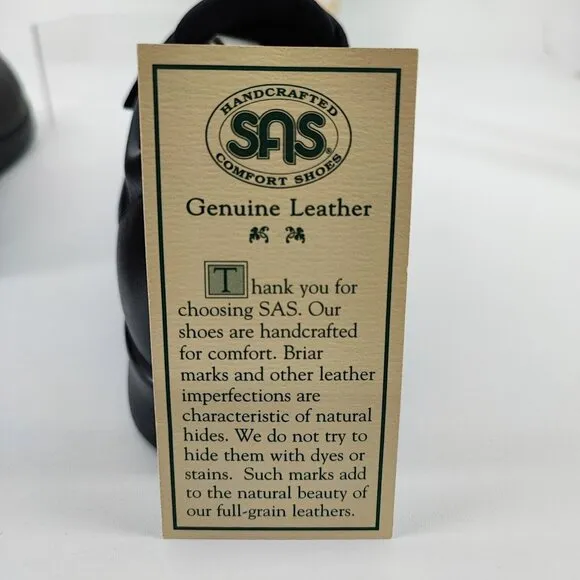 HANDCRAFTED
SAS®
COMFORT SHOES
Genuine Leather
Thank you for
choosing SAS. Our
shoes are handcrafted
for comfort. Briar
marks and other leather
imperfections are
characteristic of natural
hides. We do not try to
hide them with dyes or
stains. Such marks add
to the natural beauty of
our full-grain leathers.